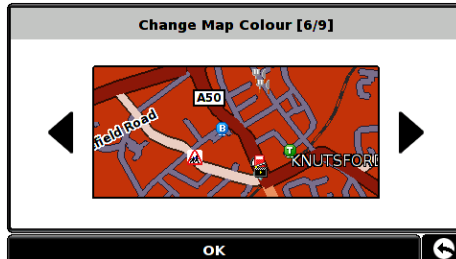 Change Map Colour [6/9]
A50
field Road
B
T
KNUTSFORD
OK